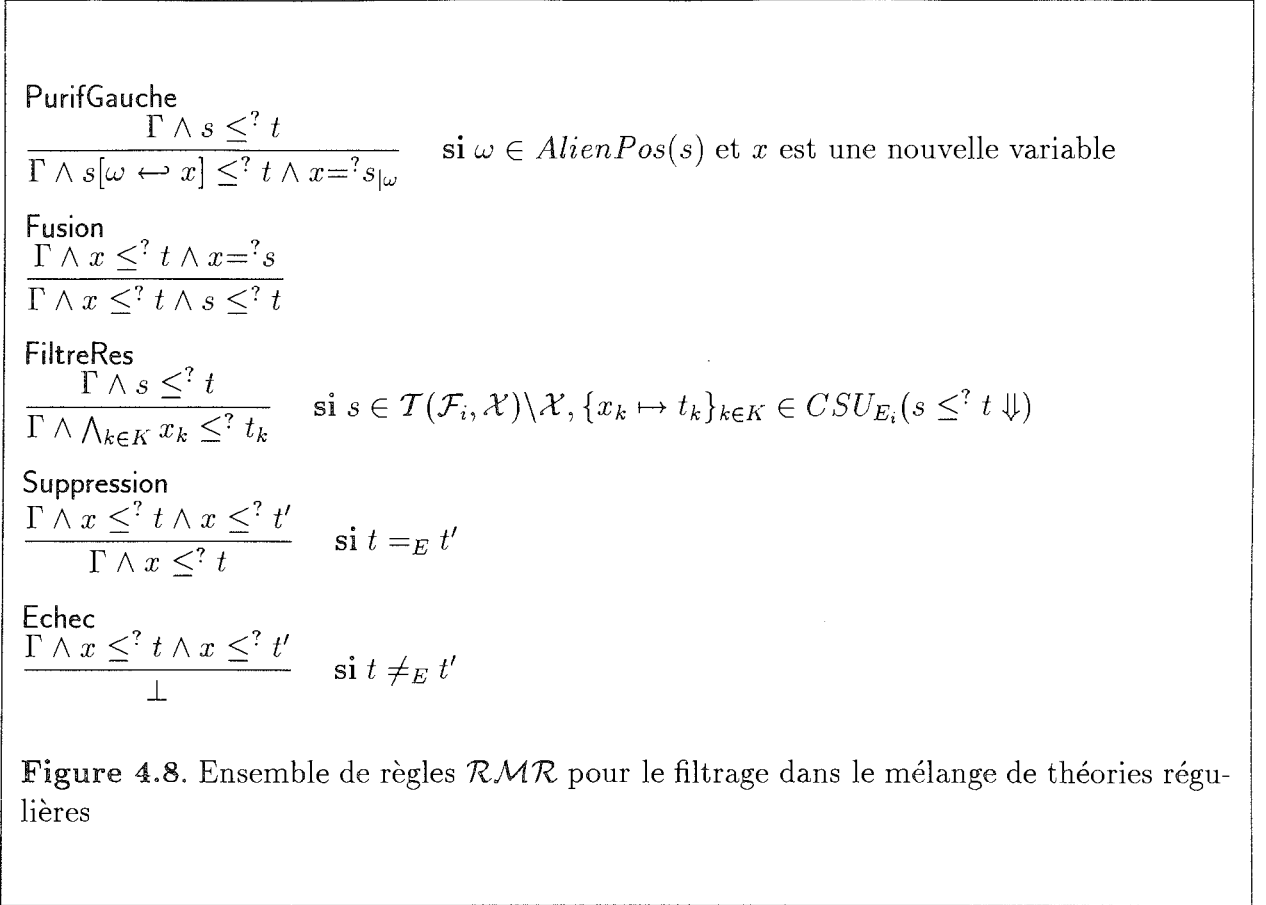 PurifGauche
Γ ∧ s ≤? t
Γ ∧ s[ω ↩ x] ≤? t ∧ x=?s|ω si ω ∈ AlienPos(s) et x est une nouvelle variable
Fusion
Γ ∧ x ≤? t ∧ x=?s
Γ ∧ x ≤? t ∧ s ≤? t
FiltreRes
Γ ∧ s ≤? t
Γ ∧ ⋀k∈K xk ≤? tk si s ∈ 𝒯(ℱi, 𝒳)\𝒳, {xk ↦ tk}k∈K ∈ CSUEi(s ≤? t ⇓)
Suppression
Γ ∧ x ≤? t ∧ x ≤? t′
Γ ∧ x ≤? t si t =E t′
Echec
Γ ∧ x ≤? t ∧ x ≤? t′
⊥ si t ≠E t′
Figure 4.8. Ensemble de règles ℛℳℛ pour le filtrage dans le mélange de théories régu-
lières